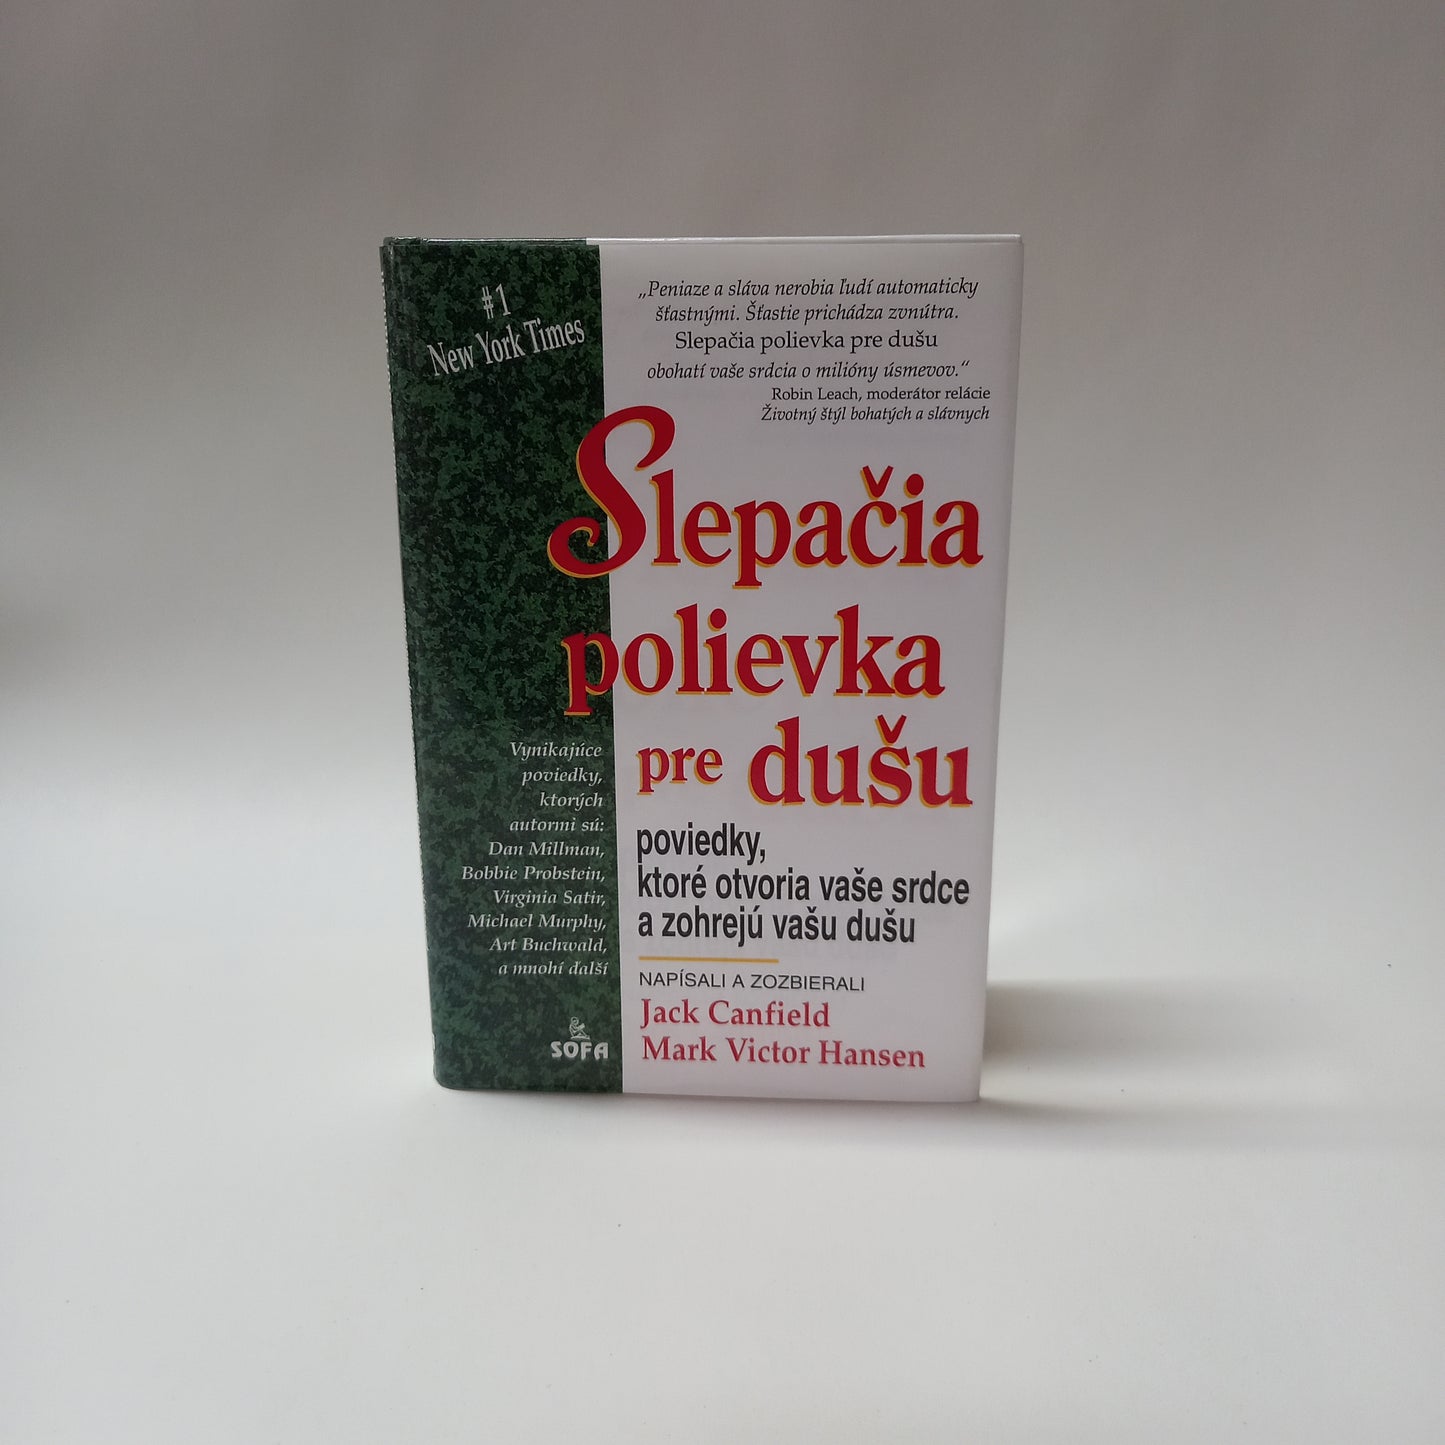 #1
New York Times
„Peniaze a sláva nerobia ľudí automaticky
šťastnými. Šťastie prichádza zvnútra.
Slepačia polievka pre dušu
obohatí vaše srdcia o milióny úsmevov.“
Robin Leach, moderátor relácie
Životný štýl bohatých a slávnych
Slepačia
polievka
pre dušu
poviedky,
ktoré otvoria vaše srdce
a zohrejú vašu dušu
NAPÍSALI A ZOZBIERALI
Jack Canfield
Mark Victor Hansen
Vynikajúce
poviedky,
ktorých
autormi sú:
Dan Millman,
Bobbie Probstein,
Virginia Satir,
Michael Murphy,
Art Buchwald,
a mnohí ďalší
SOFA